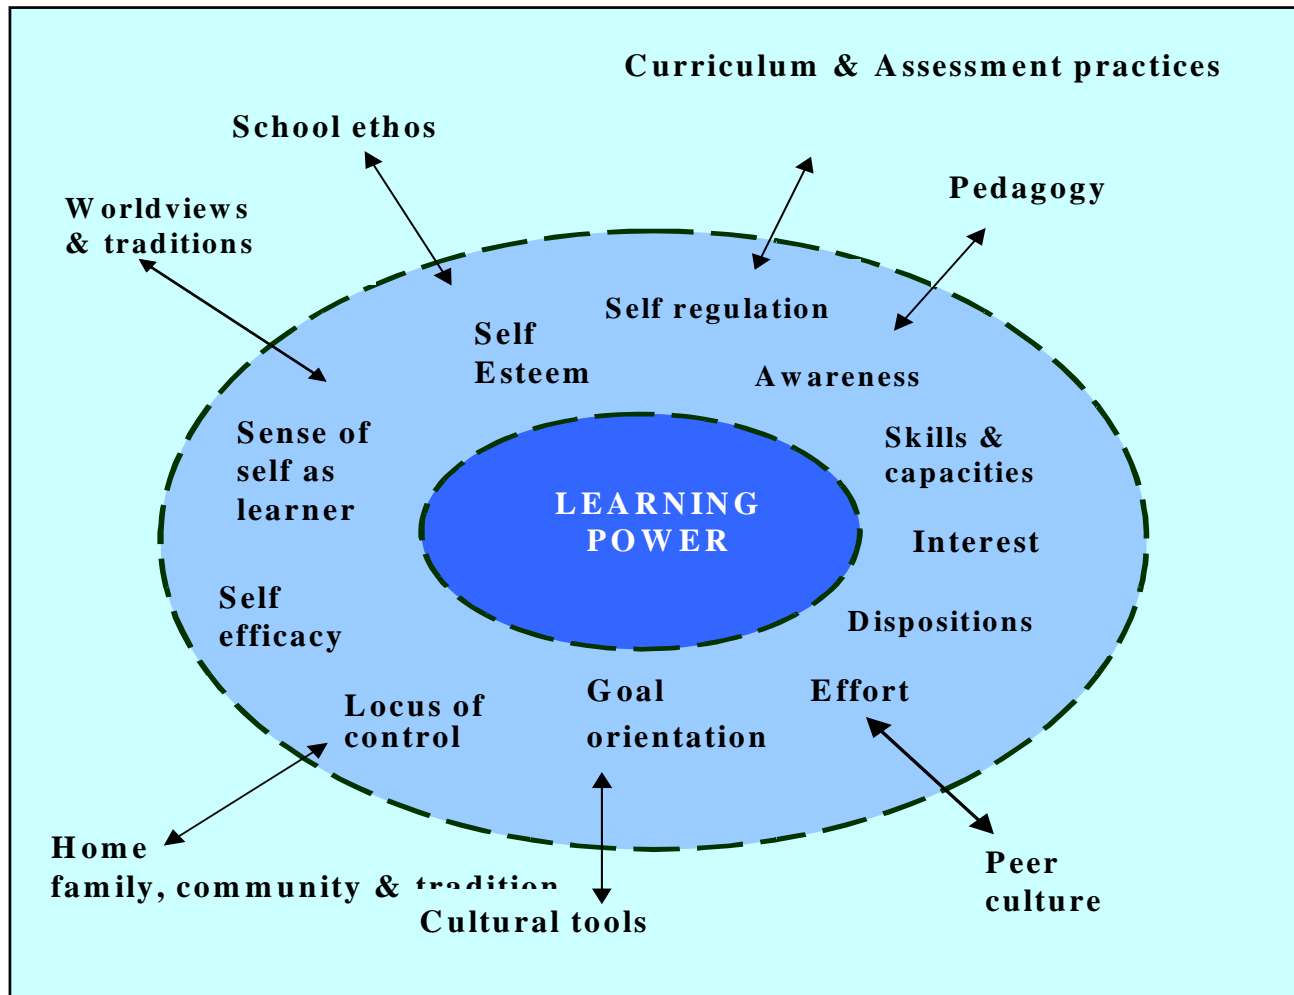 Curriculum & Assessment practices
School ethos
Pedagogy
Worldviews
& traditions
Self regulation
Self
Esteem
Awareness
Sense of
self as
learner
Skills &
capacities
LEARNING
POWER
Interest
Self
efficacy
Dispositions
Locus of
control
Goal
orientation
Effort
Home
family, community & tradition
Cultural tools
Peer
culture